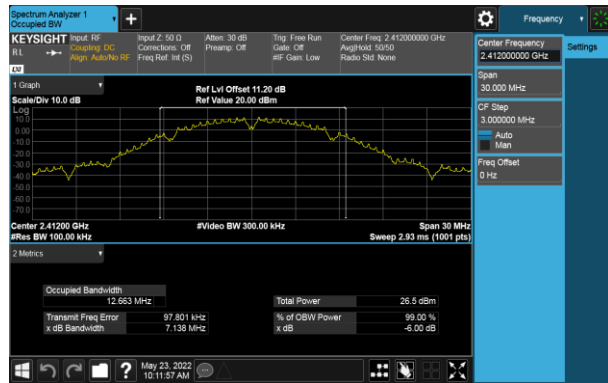 Spectrum Analyzer 1
Occupied BW
+
Frequency
KEYSIGHT
Input: RF
Input Z: 50 Ω
Atten: 30 dB
Trig: Free Run
Center Freq: 2.412000000 GHz
RL
Coupling: DC
Corrections: Off
Preamp: Off
Gate: Off
Avg|Hold: 50/50
Align: Auto/No RF
Freq Ref: Int (S)
#IF Gain: Low
Radio Std: None
LXI
1 Graph
Ref Lvl Offset 11.20 dB
Scale/Div 10.0 dB
Ref Value 20.00 dBm
Log
10.0
0.00
-10.0
-20.0
-30.0
-40.0
-50.0
-60.0
-70.0
Center 2.41200 GHz
#Video BW 300.00 kHz
Span 30 MHz
#Res BW 100.00 kHz
Sweep 2.93 ms (1001 pts)
2 Metrics
Occupied Bandwidth
12.663 MHz
Total Power
26.5 dBm
Transmit Freq Error
97.801 kHz
% of OBW Power
99.00 %
x dB Bandwidth
7.138 MHz
x dB
-6.00 dB
Center Frequency
2.412000000 GHz
Settings
Span
30.000 MHz
CF Step
3.000000 MHz
Auto
Man
Freq Offset
0 Hz
?
May 23, 2022
10:11:57 AM